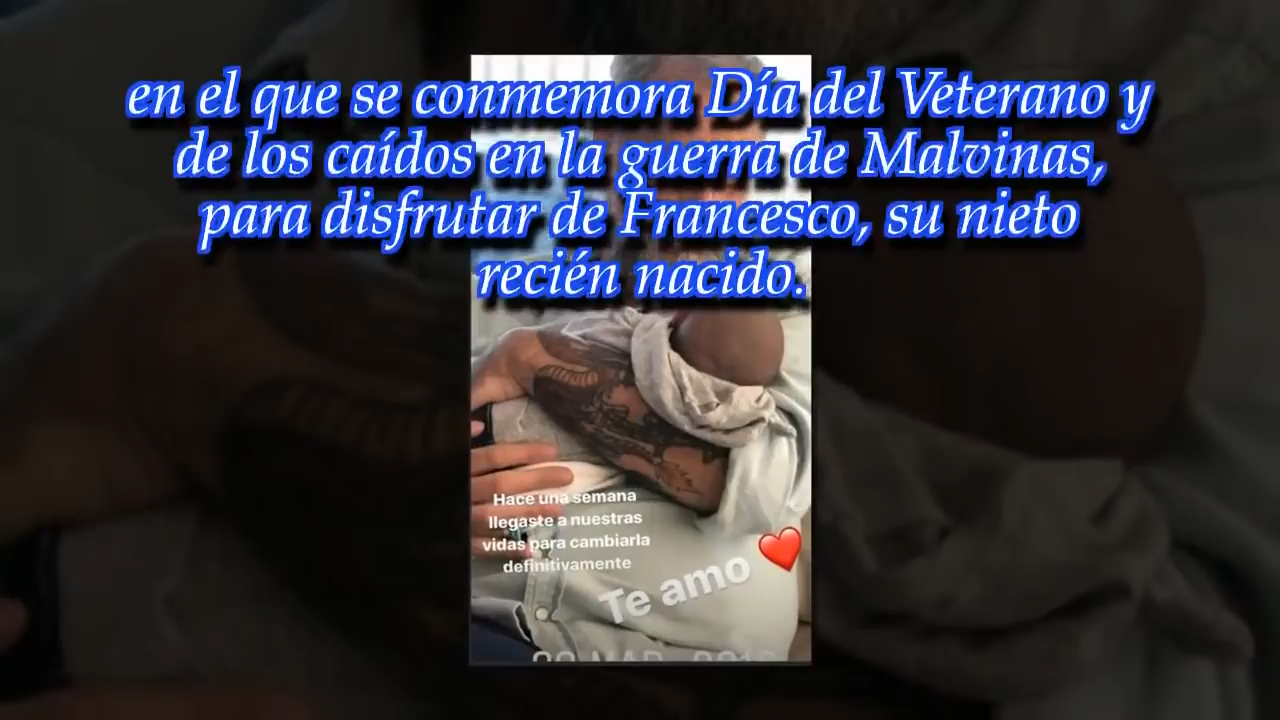 en el que se conmemora Día del Veterano y
de los caídos en la guerra de Malvinas,
para disfrutar de Francesco, su nieto
recién nacido.
Hace una semana
llegaste a nuestras
vidas para cambiarla
definitivamente
Te amo
MAR